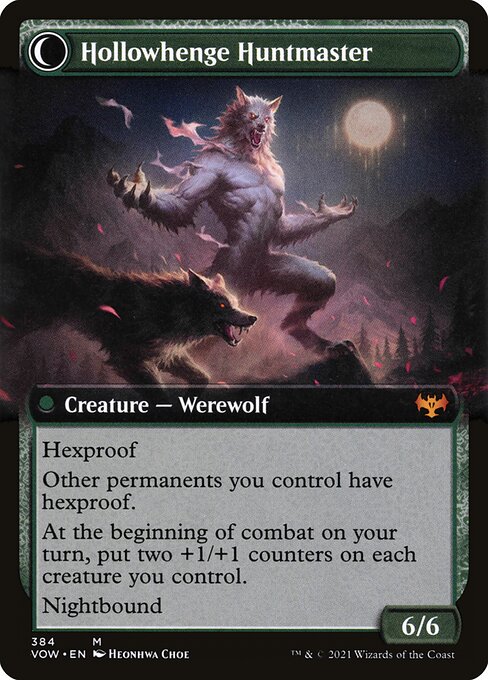 Hollowhenge Huntmaster
Creature — Werewolf
Hexproof
Other permanents you control have
hexproof.
At the beginning of combat on your
turn, put two +1/+1 counters on each
creature you control.
Nightbound
6/6
384 M
VOW • EN Heonhwa Choe
™ & © 2021 Wizards of the Coast